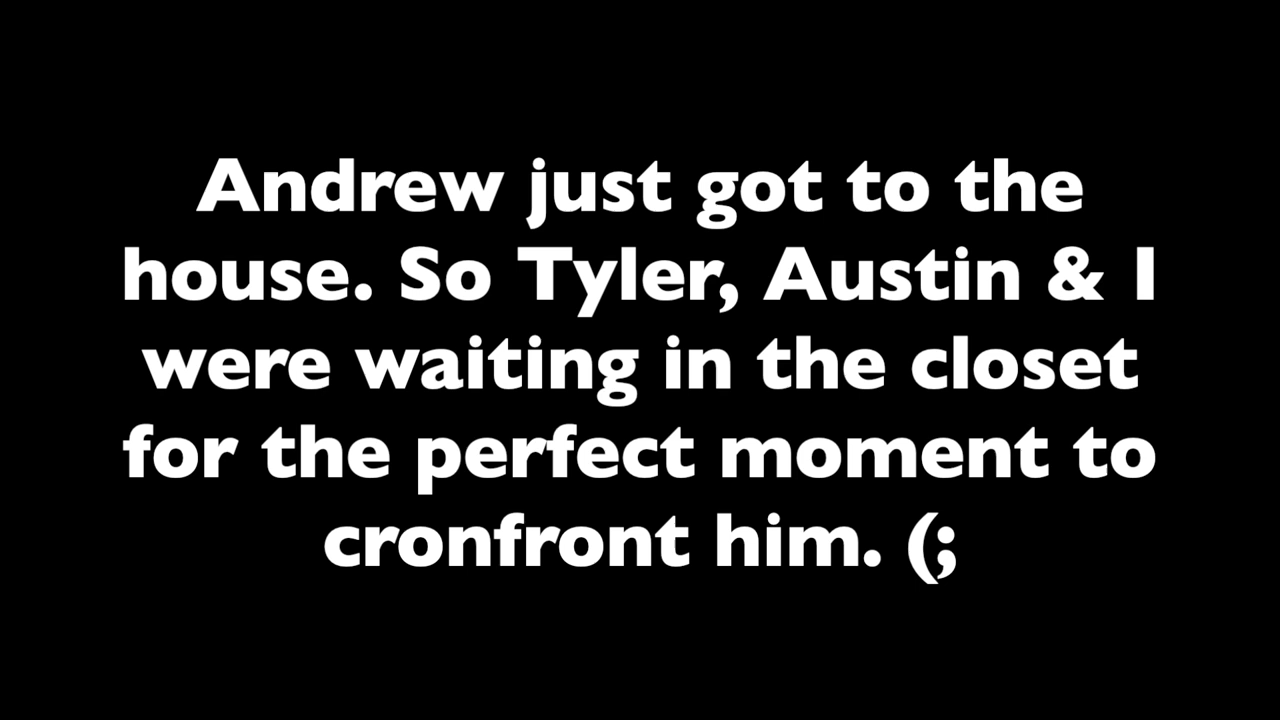 Andrew just got to the
house. So Tyler, Austin & I
were waiting in the closet
for the perfect moment to
cronfront him. (;